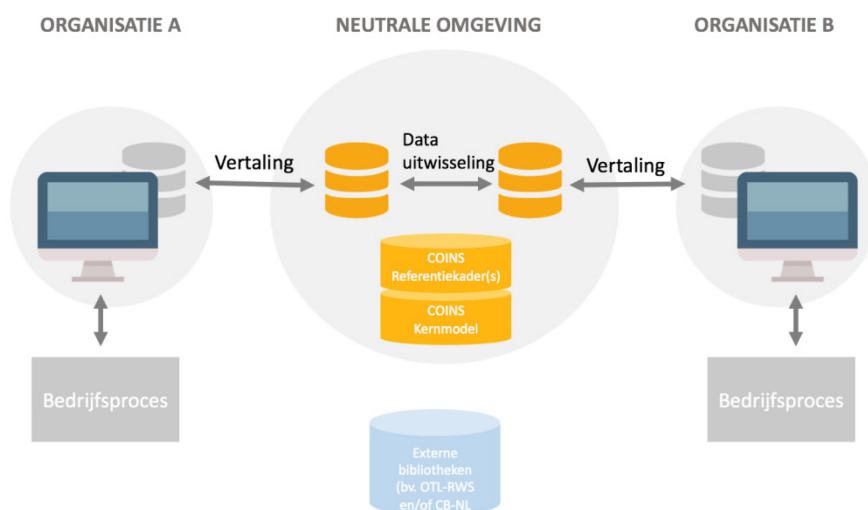 ORGANISATIE A
NEUTRALE OMGEVING
ORGANISATIE B
Vertaling
Data
uitwisseling
Vertaling
COINS
Referentiekader(s)
COINS
Kernmodel
Bedrijfsproces
Bedrijfsproces
Externe
bibliotheken
(bv. OTL-RWS
en/of CB-NL